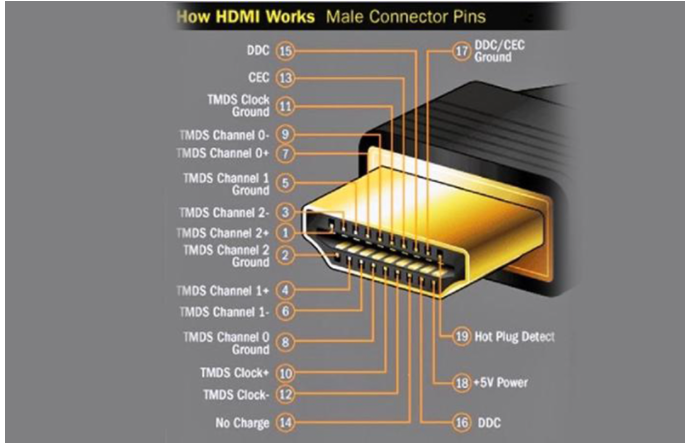 How HDMI Works Male Connector Pins
DDC 15
17 DDC/CEC
Ground
CEC 13
TMDS Clock
Ground 11
TMDS Channel 0- 9
TMDS Channel 0+ 7
TMDS Channel 1
Ground 5
TMDS Channel 2- 3
TMDS Channel 2+ 1
TMDS Channel 2
Ground 2
TMDS Channel 1+ 4
TMDS Channel 1- 6
TMDS Channel 0
Ground 8
19 Hot Plug Detect
TMDS Clock+ 10
18 +5V Power
TMDS Clock- 12
No Charge 14
16 DDC